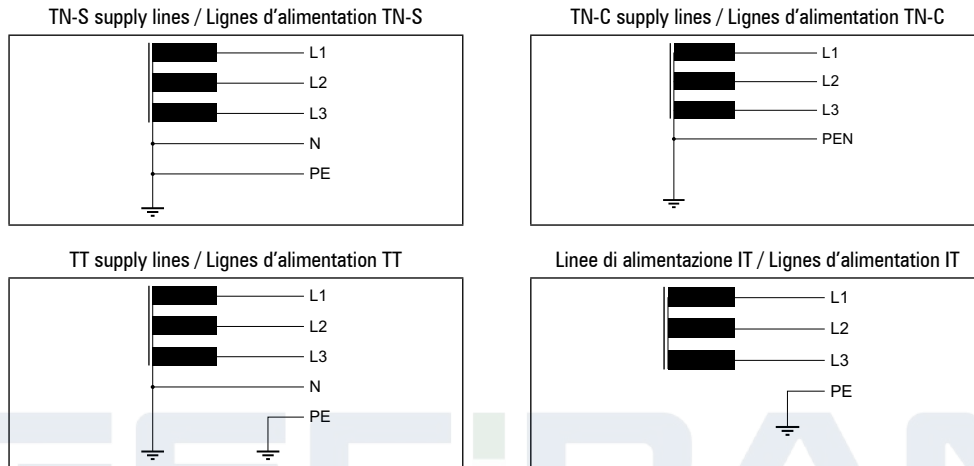 TN-S supply lines / Lignes d’alimentation TN-S
L1
L2
L3
N
PE
TN-C supply lines / Lignes d’alimentation TN-C
L1
L2
L3
PEN
TT supply lines / Lignes d’alimentation TT
L1
L2
L3
N
PE
Linee di alimentazione IT / Lignes d’alimentation IT
L1
L2
L3
PE